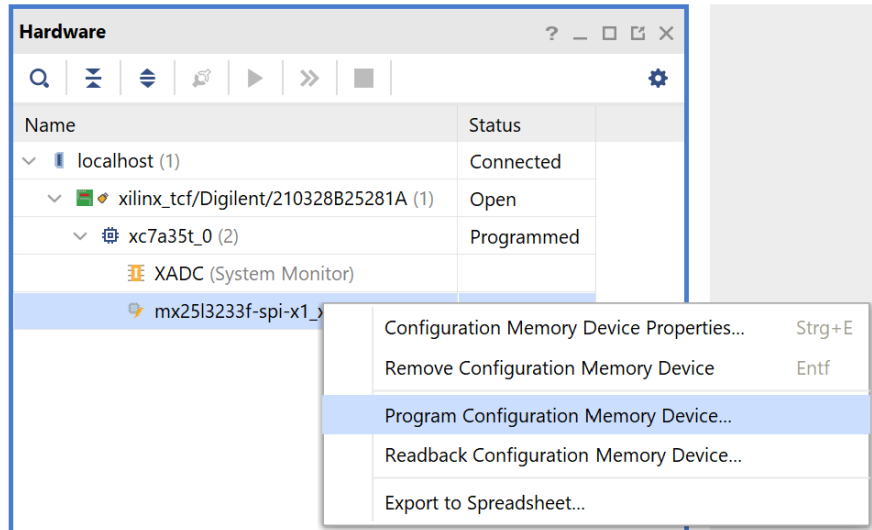 Hardware
Name Status
localhost (1) Connected
xilinx_tcf/Digilent/210328B25281A (1) Open
xc7a35t_0 (2) Programmed
XADC (System Monitor)
mx25l3233f-spi-x1_x
Configuration Memory Device Properties... Strg+E
Remove Configuration Memory Device Entf
Program Configuration Memory Device...
Readback Configuration Memory Device...
Export to Spreadsheet...